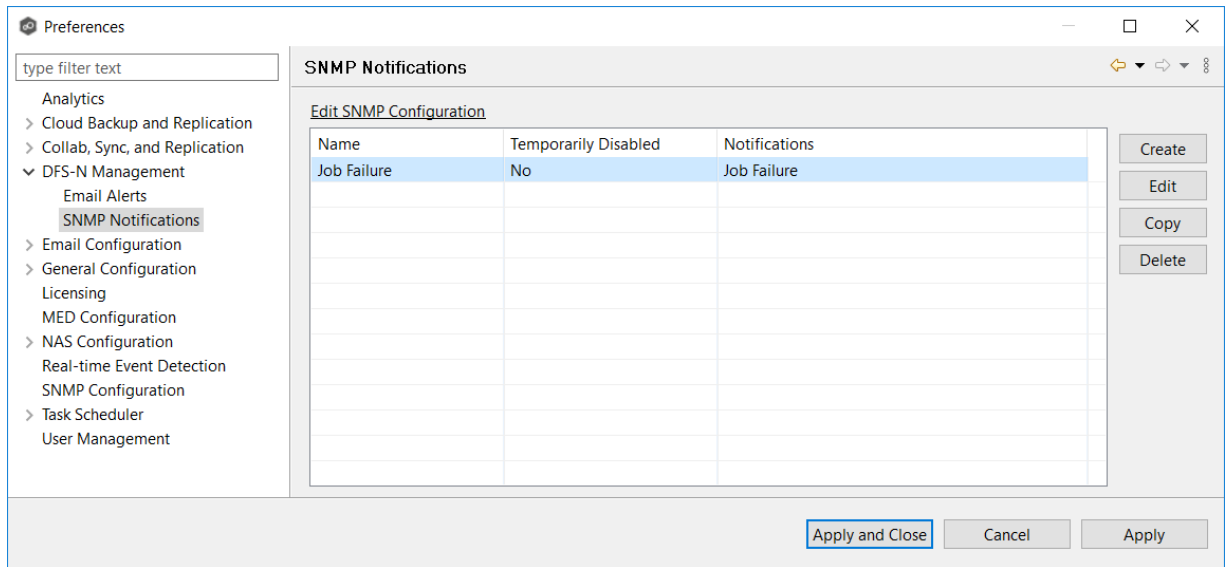 Preferences
type filter text
Analytics
Cloud Backup and Replication
Collab, Sync, and Replication
DFS-N Management
Email Alerts
SNMP Notifications
Email Configuration
General Configuration
Licensing
MED Configuration
NAS Configuration
Real-time Event Detection
SNMP Configuration
Task Scheduler
User Management
SNMP Notifications
Edit SNMP Configuration
Name Temporarily Disabled Notifications
Job Failure No Job Failure
Create
Edit
Copy
Delete
Apply and Close Cancel Apply